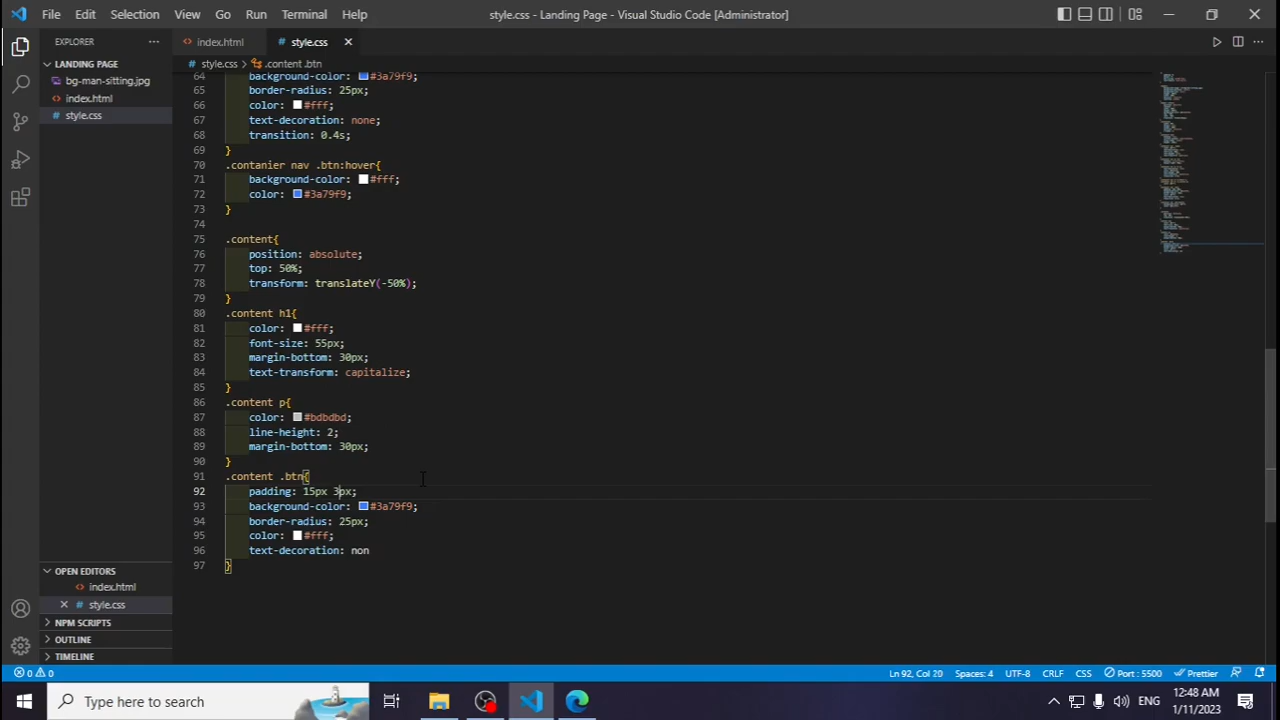 File Edit Selection View Go Run Terminal Help
style.css - Landing Page - Visual Studio Code [Administrator]
EXPLORER
LANDING PAGE
bg-man-sitting.jpg
index.html
style.css
OPEN EDITORS
index.html
style.css
NPM SCRIPTS
OUTLINE
TIMELINE
index.html style.css
style.css > .content .btn
64 background-color: #3a79f9;
65 border-radius: 25px;
66 color: #fff;
67 text-decoration: none;
68 transition: 0.4s;
69 }
70 .contanier nav .btn:hover{
71 background-color: #fff;
72 color: #3a79f9;
73 }
74
75 .content{
76 position: absolute;
77 top: 50%;
78 transform: translateY(-50%);
79 }
80 .content h1{
81 color: #fff;
82 font-size: 55px;
83 margin-bottom: 30px;
84 text-transform: capitalize;
85 }
86 .content p{
87 color: #bdbdbd;
88 line-height: 2;
89 margin-bottom: 30px;
90 }
91 .content .btn{
92 padding: 15px 3px;
93 background-color: #3a79f9;
94 border-radius: 25px;
95 color: #fff;
96 text-decoration: non
97 }
0 0 Ln 92, Col 20 Spaces: 4 UTF-8 CRLF CSS Port : 5500 Prettier
Type here to search
ENG
12:48 AM
1/11/2023